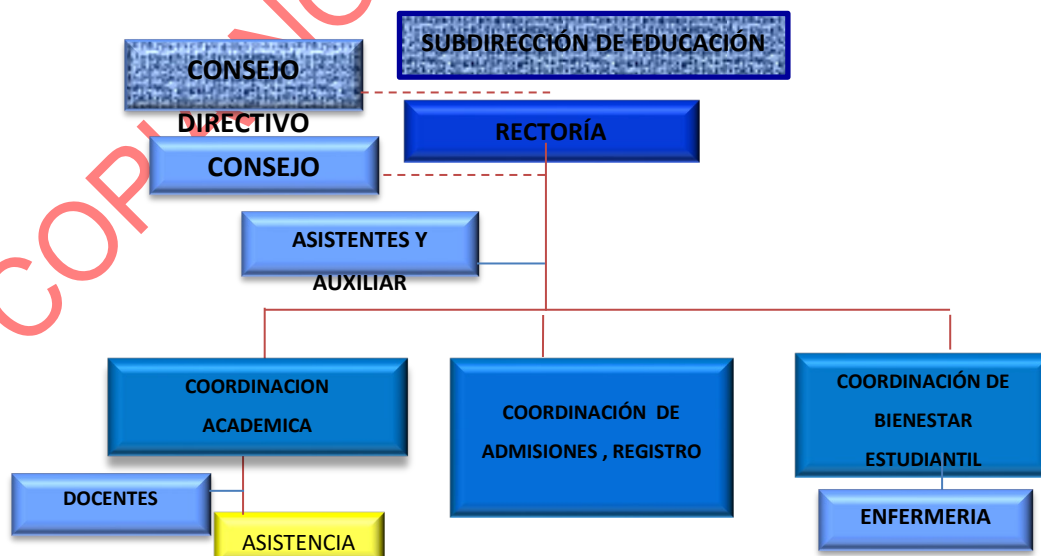 SUBDIRECCIÓN DE EDUCACIÓN
CONSEJO
DIRECTIVO
RECTORÍA
CONSEJO
ASISTENTES Y
AUXILIAR
COORDINACION
ACADEMICA
COORDINACIÓN DE
ADMISIONES , REGISTRO
COORDINACIÓN DE
BIENESTAR
ESTUDIANTIL
DOCENTES
ENFERMERIA
ASISTENCIA